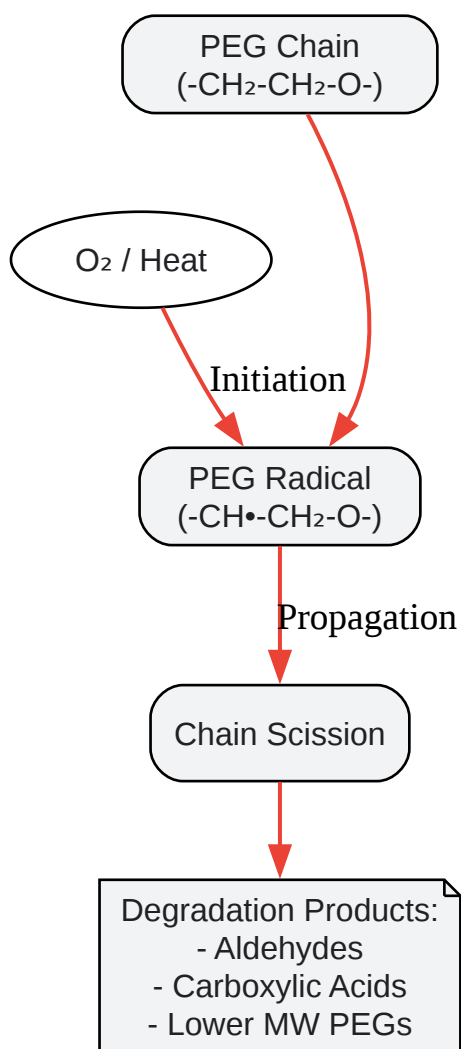 PEG Chain
(-CH₂-CH₂-O-)
O₂ / Heat
Initiation
PEG Radical
(-CH•-CH₂-O-)
Propagation
Chain Scission
Degradation Products:
- Aldehydes
- Carboxylic Acids
- Lower MW PEGs